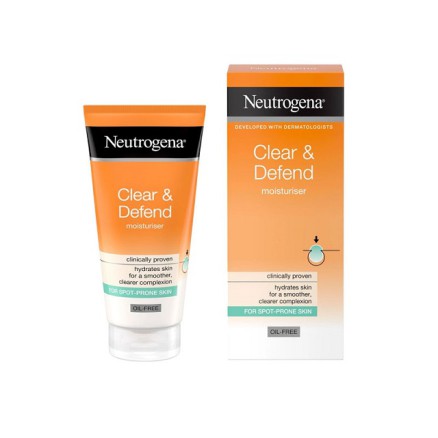 Neutrogena®
Clear &
Defend
moisturiser
clinically proven
hydrates skin
for a smoother,
clearer complexion
FOR SPOT-PRONE SKIN
OIL-FREE
Neutrogena®
DEVELOPED WITH DERMATOLOGISTS
Clear &
Defend
moisturiser
clinically proven
hydrates skin
for a smoother,
clearer complexion
FOR SPOT-PRONE SKIN
OIL-FREE